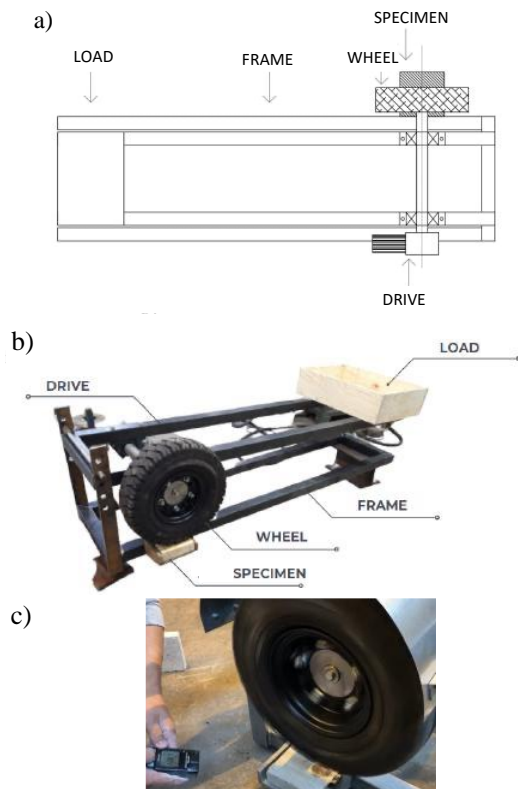 a)
SPECIMEN
LOAD
FRAME
WHEEL
DRIVE
b)
LOAD
DRIVE
FRAME
WHEEL
SPECIMEN
c)